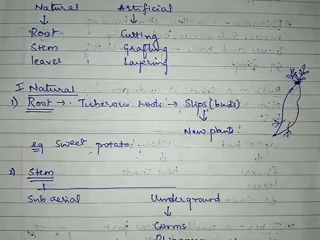 Natural Artificial
↓ ↓
Root Cutting
Stem Grafting
leaves Layering
I Natural
1) Root → Tuberous roots → Slips (buds)
↓
New plants
eg Sweet potato
2) Stem
Sub aerial Underground
↓
Corms